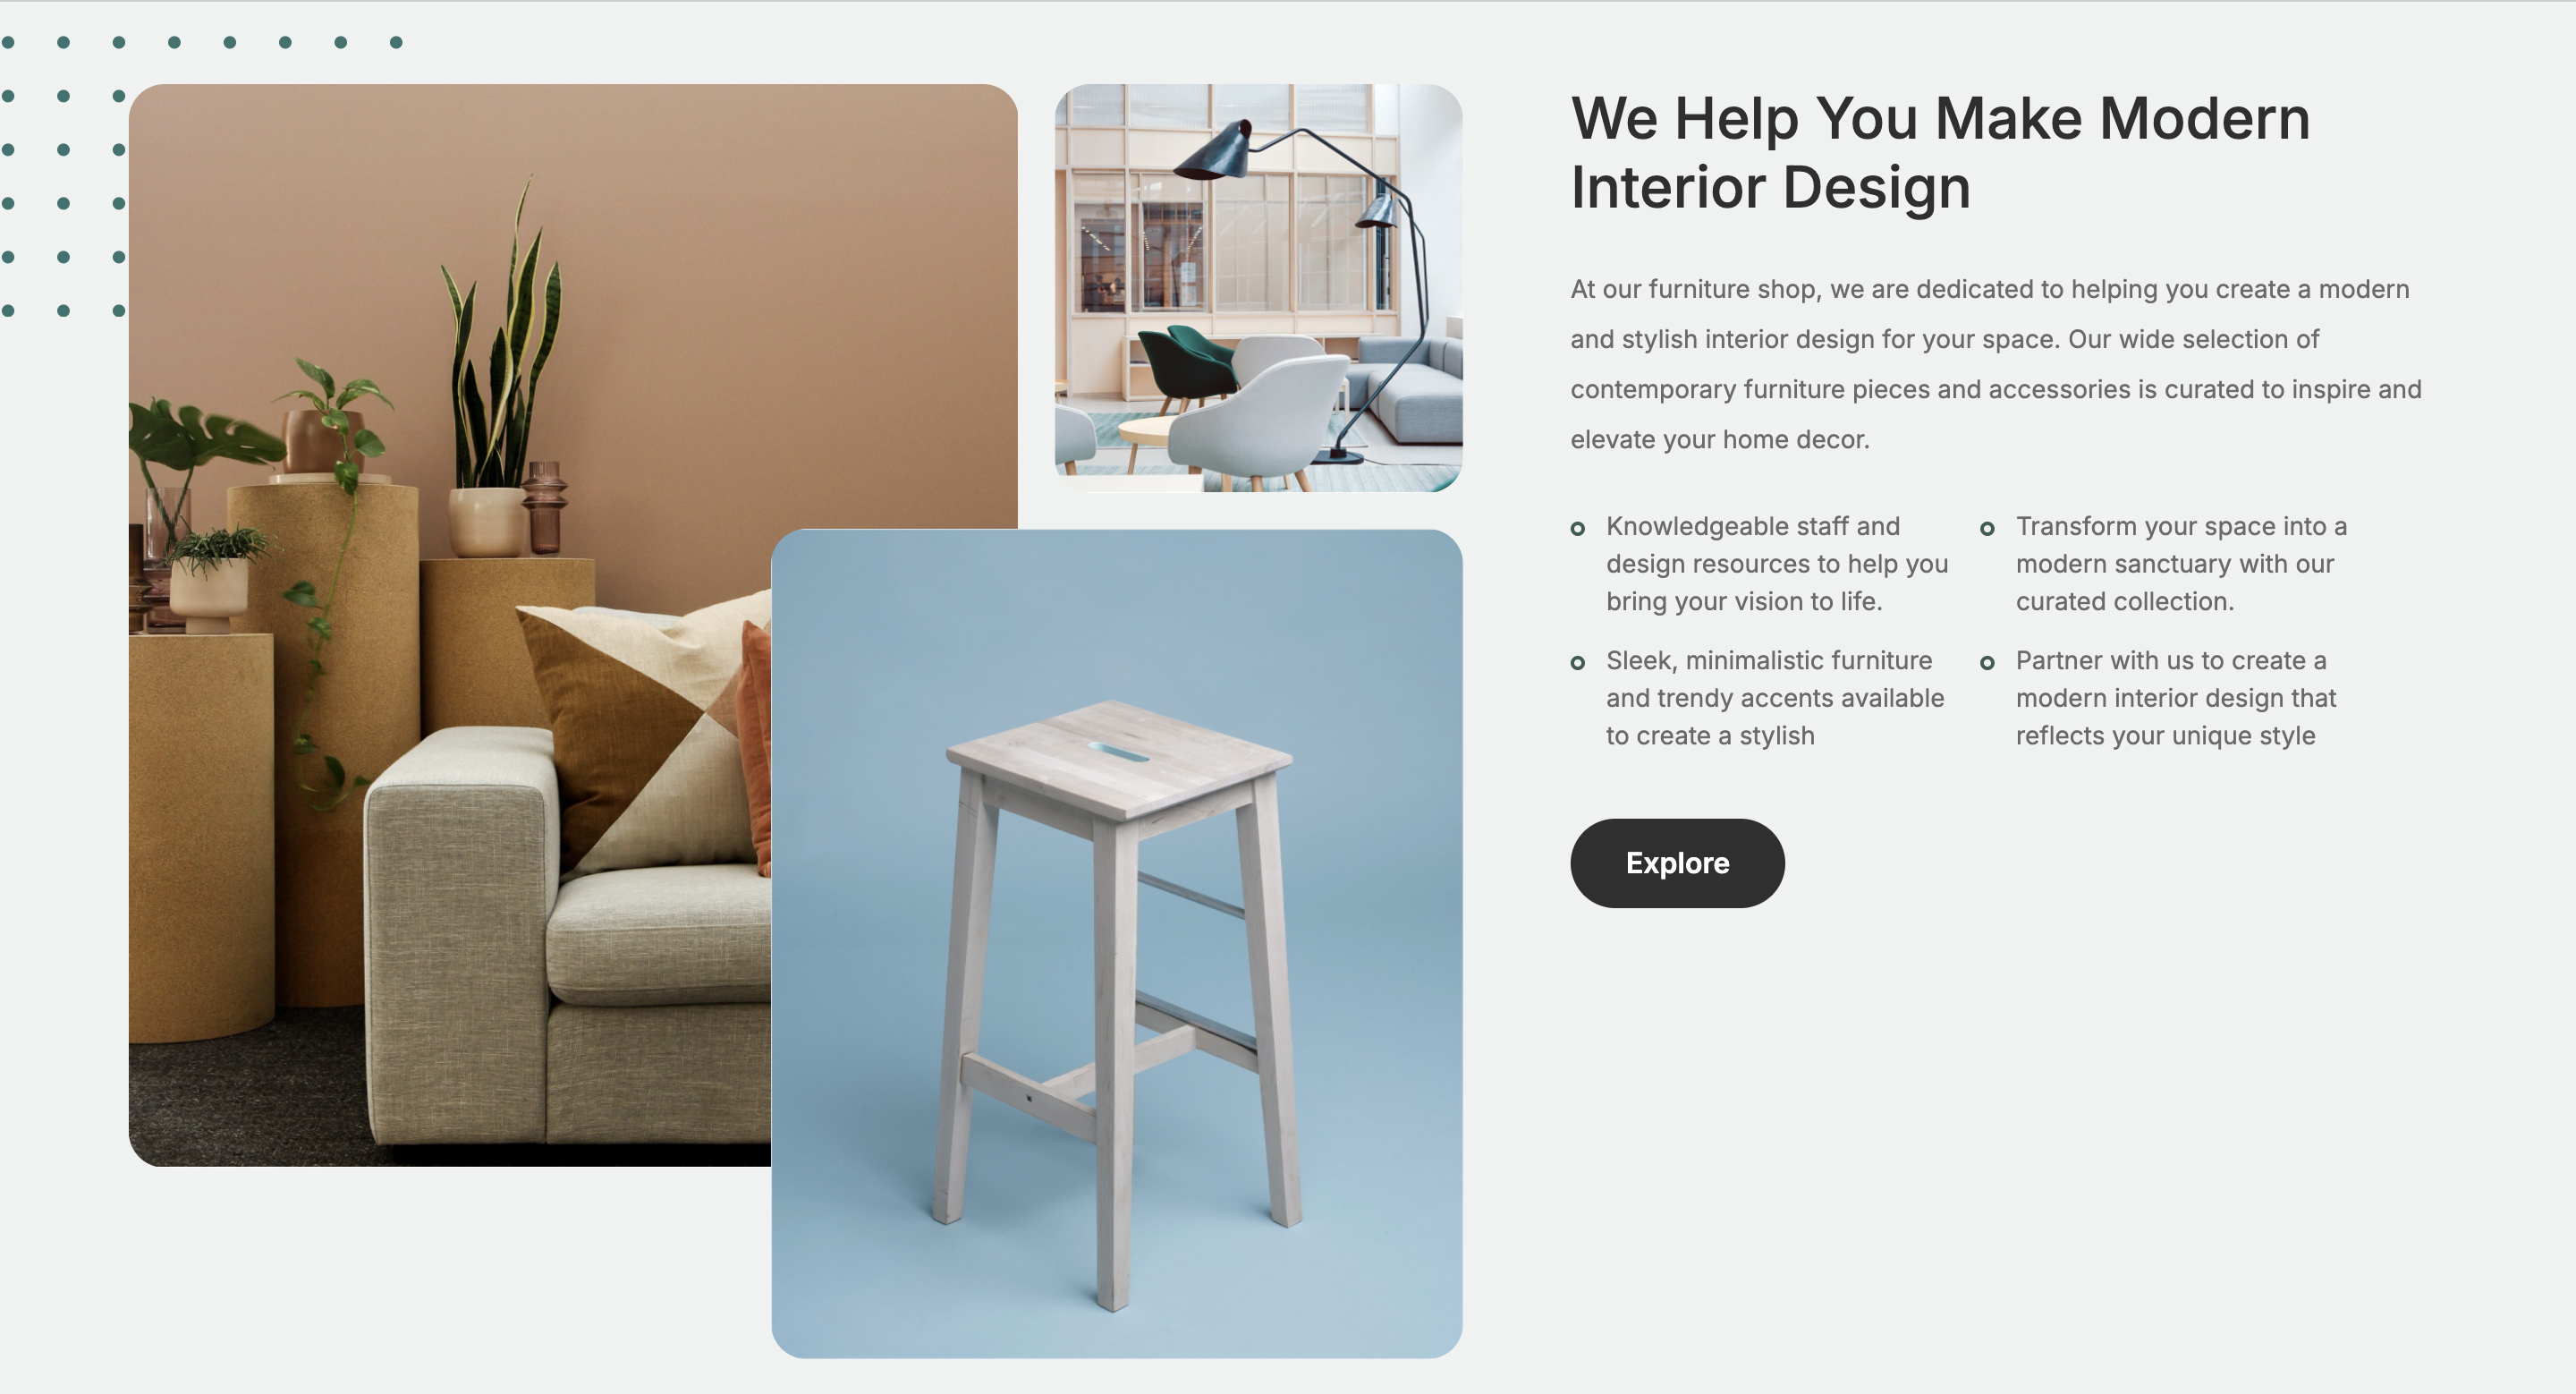 We Help You Make Modern
Interior Design
At our furniture shop, we are dedicated to helping you create a modern
and stylish interior design for your space. Our wide selection of
contemporary furniture pieces and accessories is curated to inspire and
elevate your home decor.
Knowledgeable staff and
design resources to help you
bring your vision to life.
Transform your space into a
modern sanctuary with our
curated collection.
Sleek, minimalistic furniture
and trendy accents available
to create a stylish
Partner with us to create a
modern interior design that
reflects your unique style
Explore